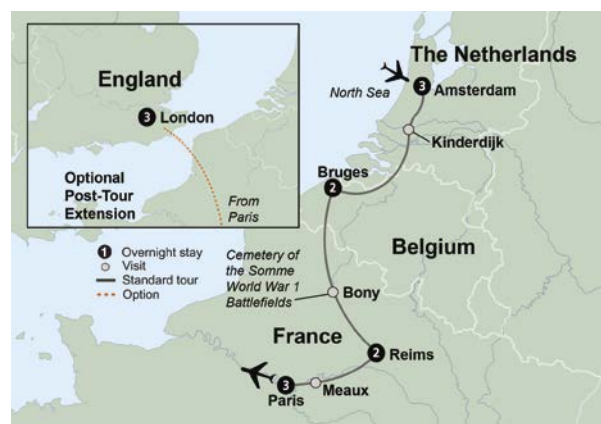 England
3 London
Optional
Post-Tour
Extension
From
Paris
The Netherlands
North Sea
3 Amsterdam
Kinderdijk
Bruges
2
Belgium
1 Overnight stay
Visit
Standard tour
Option
Cemetery of
the Somme
World War 1
Battlefields
Bony
France
2 Reims
3
Paris
Meaux